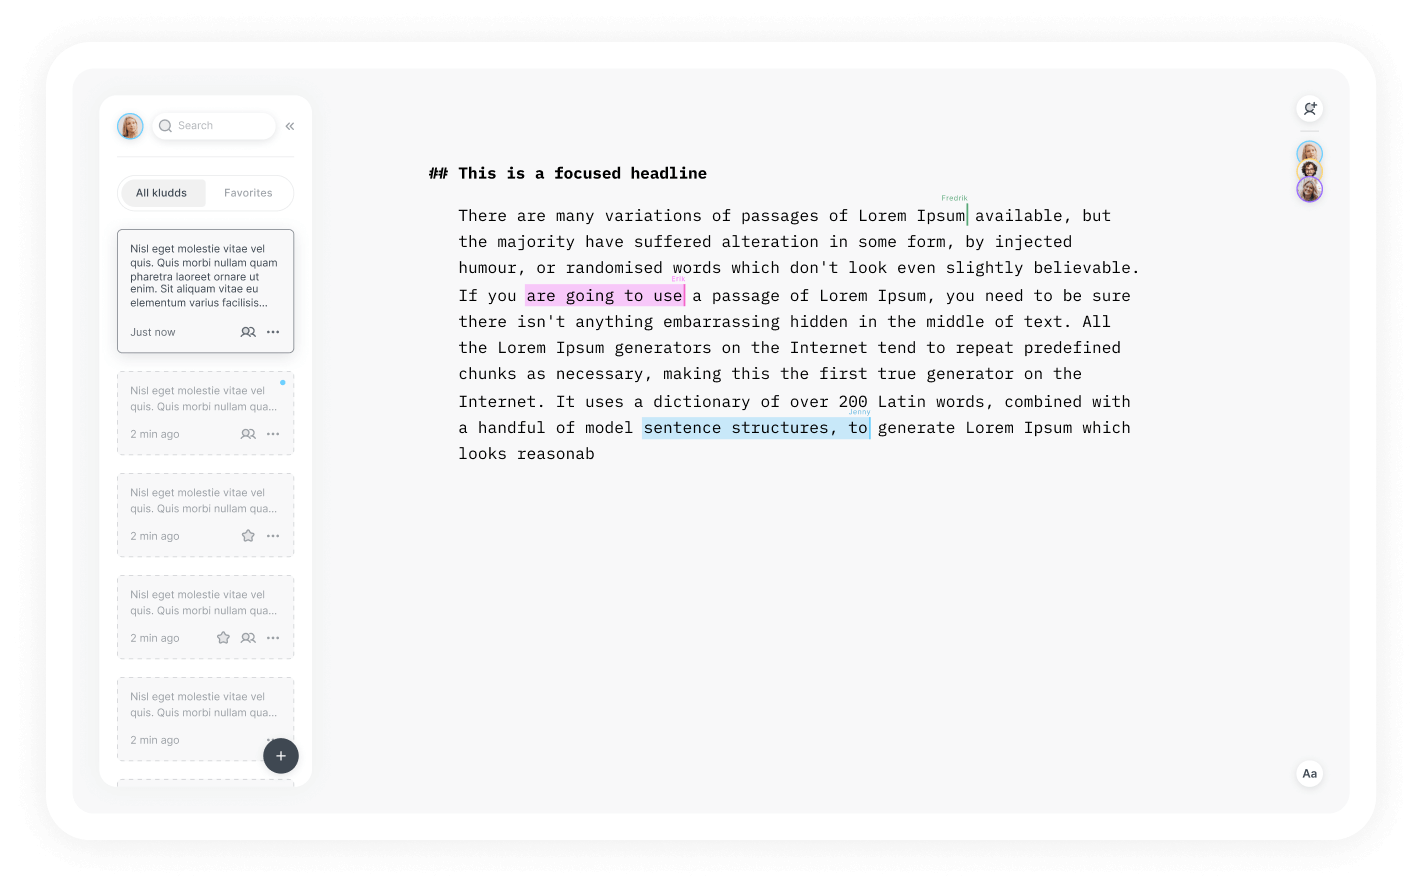 Search
All kludds
Favorites
Nisl eget molestie vitae vel
quis. Quis morbi nullam quam
pharetra laoreet ornare ut
enim. Sit aliquam vitae eu
elementum varius facilisis...
Just now
Nisl eget molestie vitae vel
quis. Quis morbi nullam qua...
2 min ago
Nisl eget molestie vitae vel
quis. Quis morbi nullam qua...
2 min ago
Nisl eget molestie vitae vel
quis. Quis morbi nullam qua...
2 min ago
Nisl eget molestie vitae vel
quis. Quis morbi nullam qua...
2 min ago
## This is a focused headline
Fredrik
There are many variations of passages of Lorem Ipsum available, but
the majority have suffered alteration in some form, by injected
humour, or randomised words which don't look even slightly believable.
Erik
If you are going to use a passage of Lorem Ipsum, you need to be sure
there isn't anything embarrassing hidden in the middle of text. All
the Lorem Ipsum generators on the Internet tend to repeat predefined
chunks as necessary, making this the first true generator on the
Internet. It uses a dictionary of over 200 Latin words, combined with
Jenny
a handful of model sentence structures, to generate Lorem Ipsum which
looks reasonab
Aa